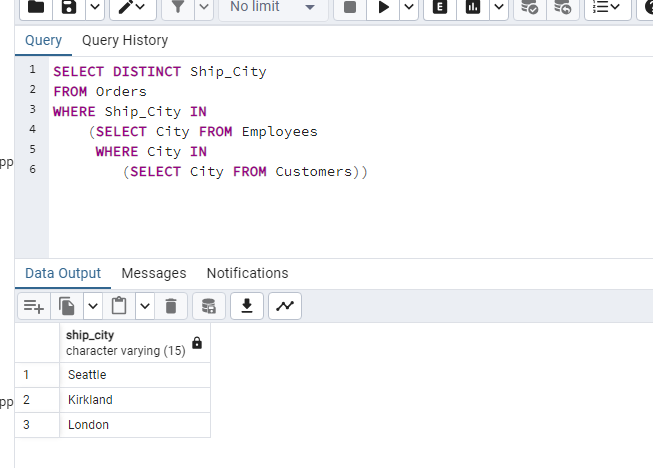 No limit
E
Query Query History
1 SELECT DISTINCT Ship_City
2 FROM Orders
3 WHERE Ship_City IN
4 (SELECT City FROM Employees
pp 5 WHERE City IN
6 (SELECT City FROM Customers))
Data Output Messages Notifications
ship_city
character varying (15)
1 Seattle
pp 2 Kirkland
3 London